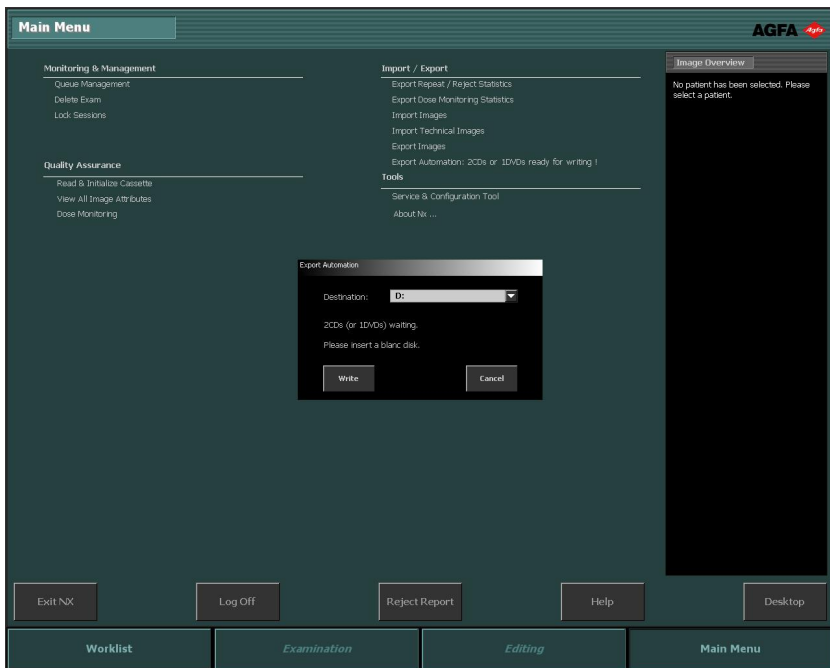 Main Menu
AGFA
Agfa
Monitoring & Management
Queue Management
Delete Exam
Lock Sessions
Quality Assurance
Read & Initialize Cassette
View All Image Attributes
Dose Monitoring
Import / Export
Export Repeat / Reject Statistics
Export Dose Monitoring Statistics
Import Images
Import Technical Images
Export Images
Export Automation: 2CDs or 1DVDs ready for writing !
Tools
Service & Configuration Tool
About Nx ...
Image Overview
No patient has been selected. Please
select a patient.
Export Automation
Destination: D:
2CDs (or 1DVDs) waiting.
Please insert a blanc disk.
Write Cancel
Exit NX Log Off Reject Report Help Desktop
Worklist Examination Editing Main Menu